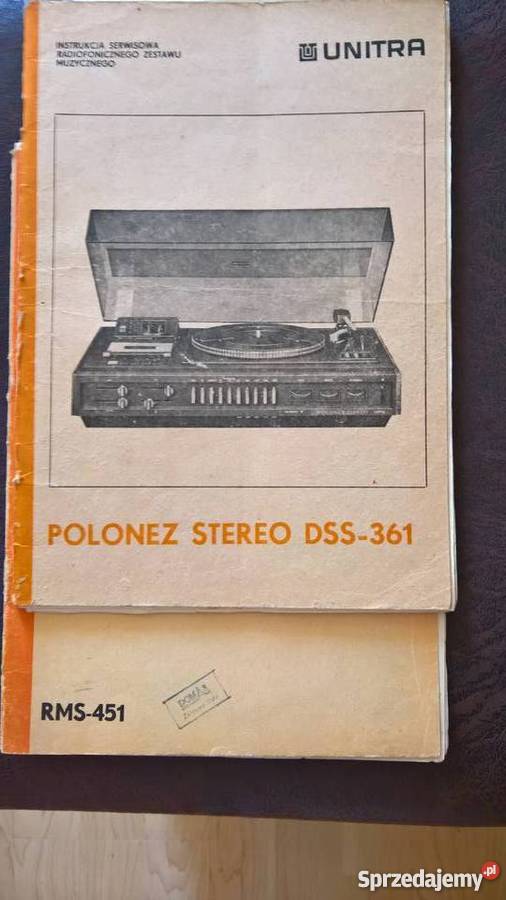 INSTRUKCJA SERWISOWA
RADIOFONICZNEGO ZESTAWU
MUZYCZNEGO
UNITRA
POLONEZ STEREO DSS-361
RMS-451
Sprzedajemy.pl